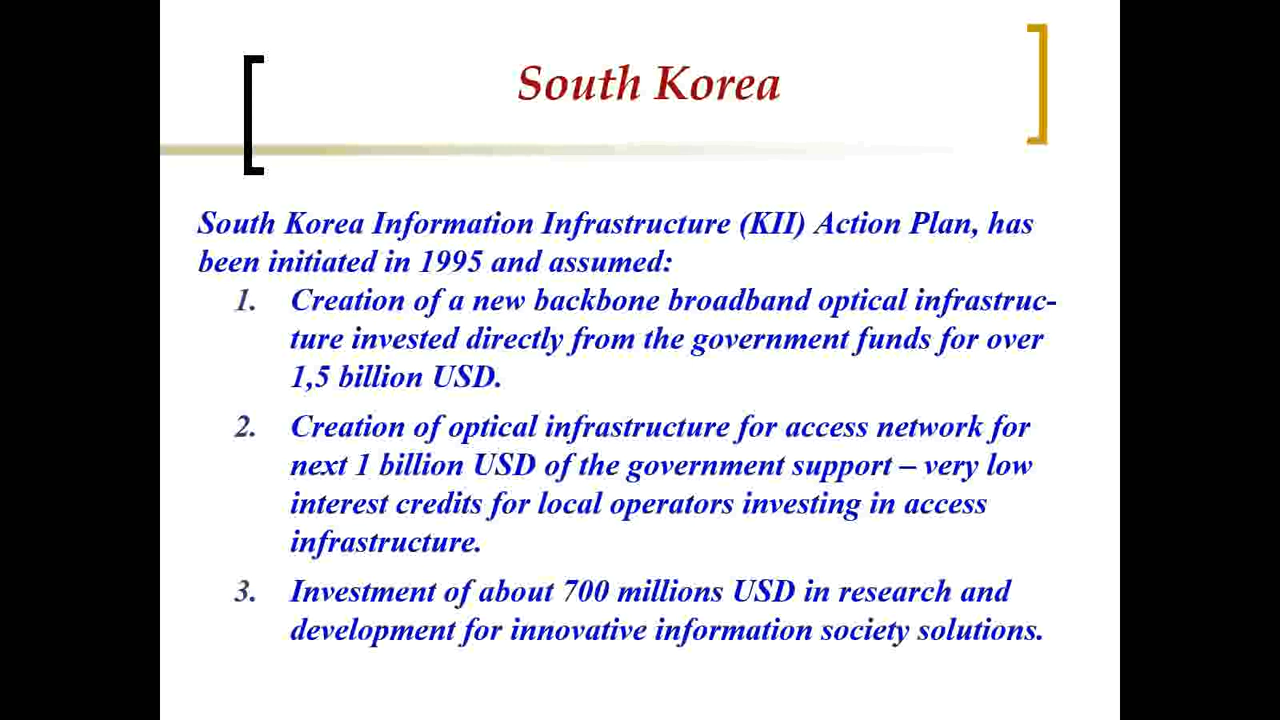 South Korea
South Korea Information Infrastructure (KII) Action Plan, has
been initiated in 1995 and assumed:
1. Creation of a new backbone broadband optical infrastruc-
ture invested directly from the government funds for over
1,5 billion USD.
2. Creation of optical infrastructure for access network for
next 1 billion USD of the government support – very low
interest credits for local operators investing in access
infrastructure.
3. Investment of about 700 millions USD in research and
development for innovative information society solutions.